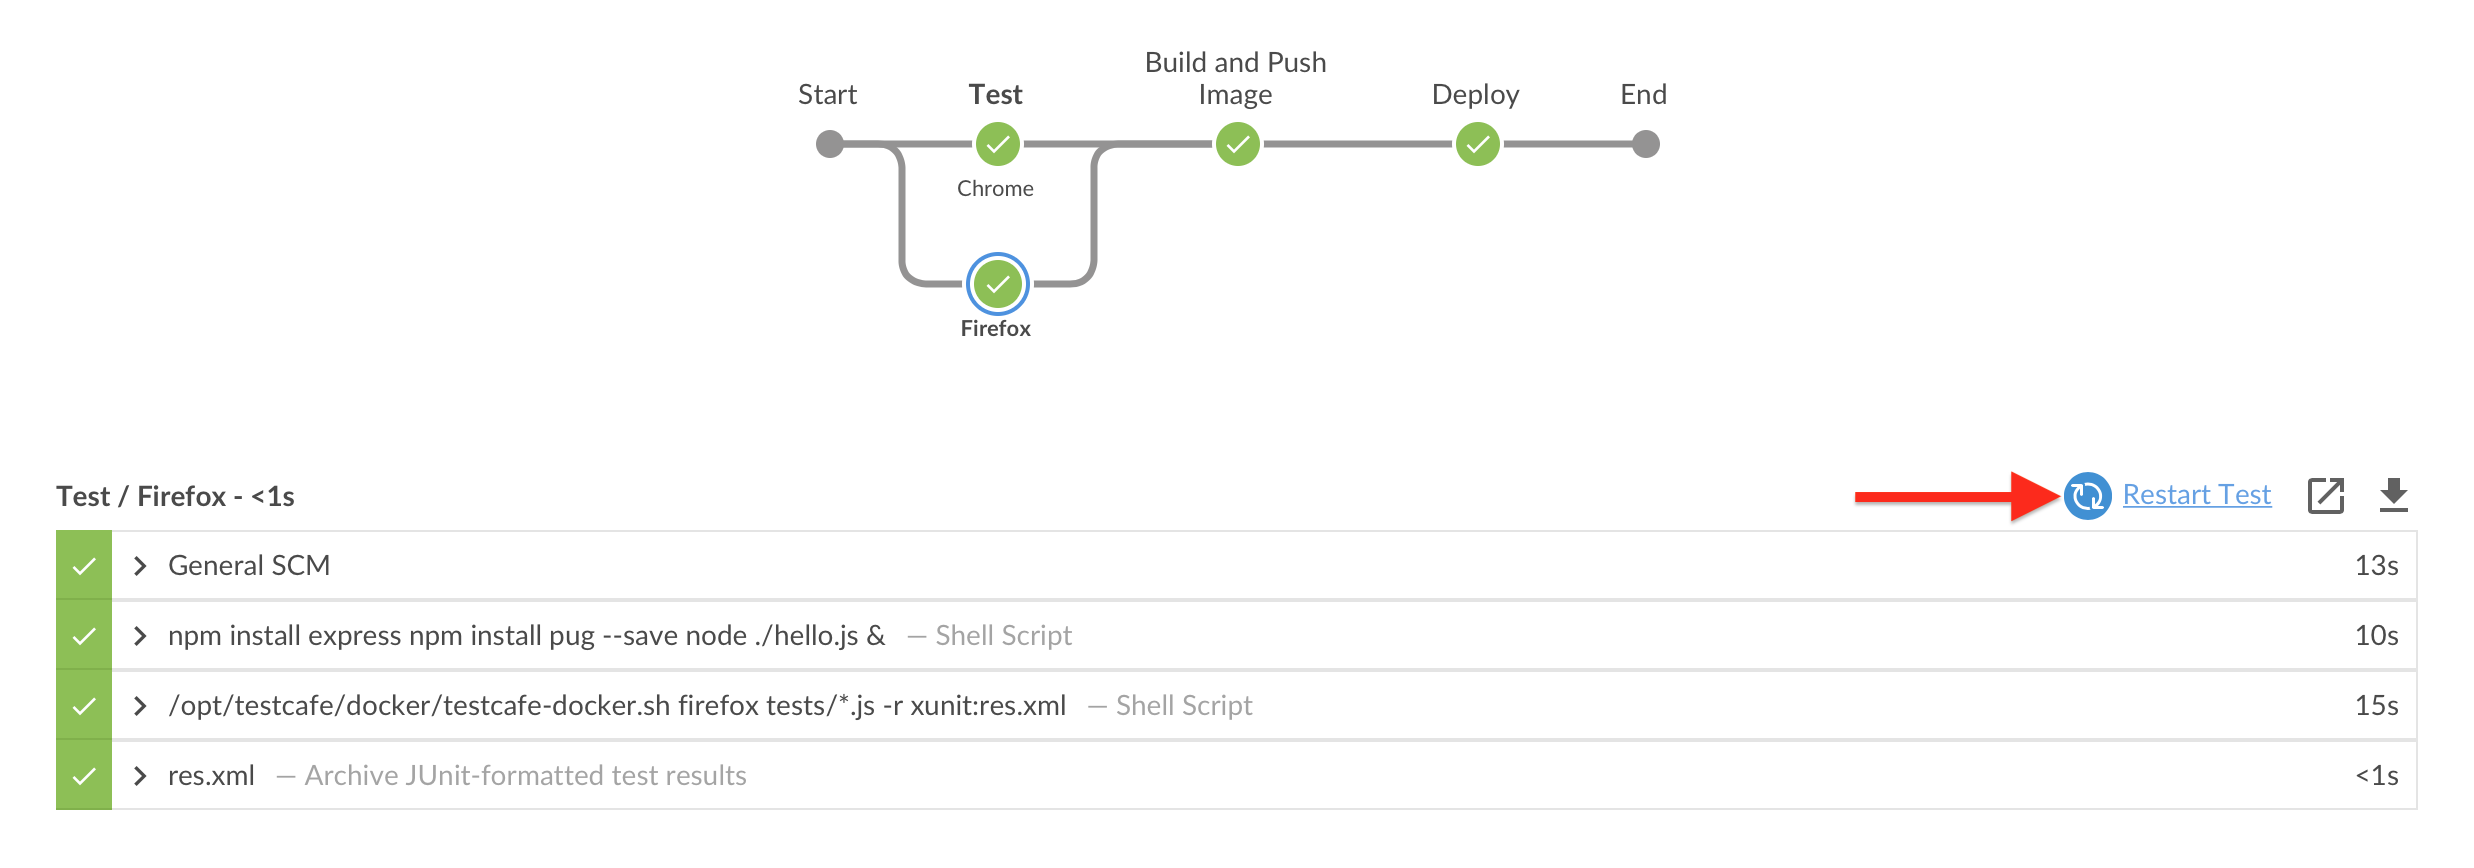 Build and Push
Start Test Image Deploy End
Chrome
Firefox
Test / Firefox - <1s Restart Test
General SCM 13s
npm install express npm install pug --save node ./hello.js & — Shell Script 10s
/opt/testcafe/docker/testcafe-docker.sh firefox tests/*.js -r xunit:res.xml — Shell Script 15s
res.xml — Archive JUnit-formatted test results <1s